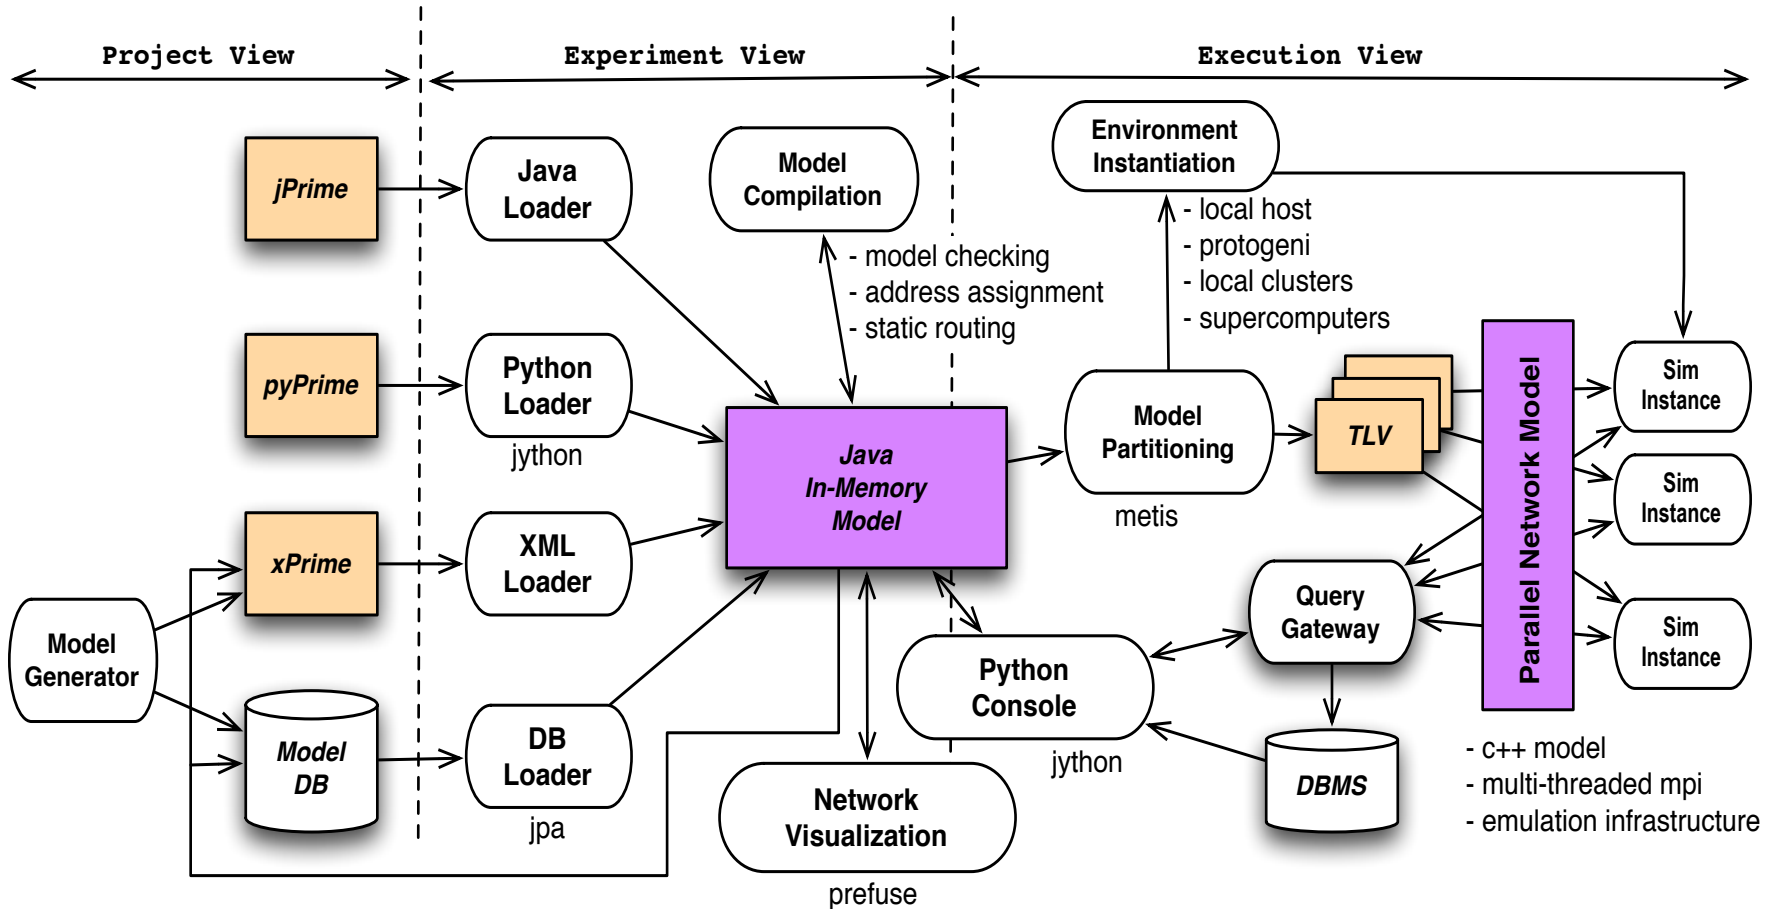 Project View
Experiment View
Execution View
jPrime
Java
Loader
Model
Compilation
- model checking
- address assignment
- static routing
Environment
Instantiation
- local host
- protogeni
- local clusters
- supercomputers
pyPrime
Python
Loader
jython
Java
In-Memory
Model
Model
Partitioning
metis
TLV
Parallel Network Model
Sim
Instance
Sim
Instance
Sim
Instance
xPrime
XML
Loader
Model
Generator
Model
DB
DB
Loader
jpa
Network
Visualization
prefuse
Python
Console
jython
Query
Gateway
DBMS
- c++ model
- multi-threaded mpi
- emulation infrastructure